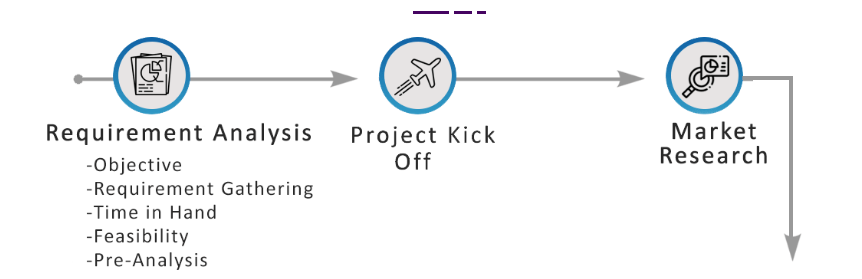 Requirement Analysis
-Objective
-Requirement Gathering
-Time in Hand
-Feasibility
-Pre-Analysis
Project Kick
Off
Market
Research